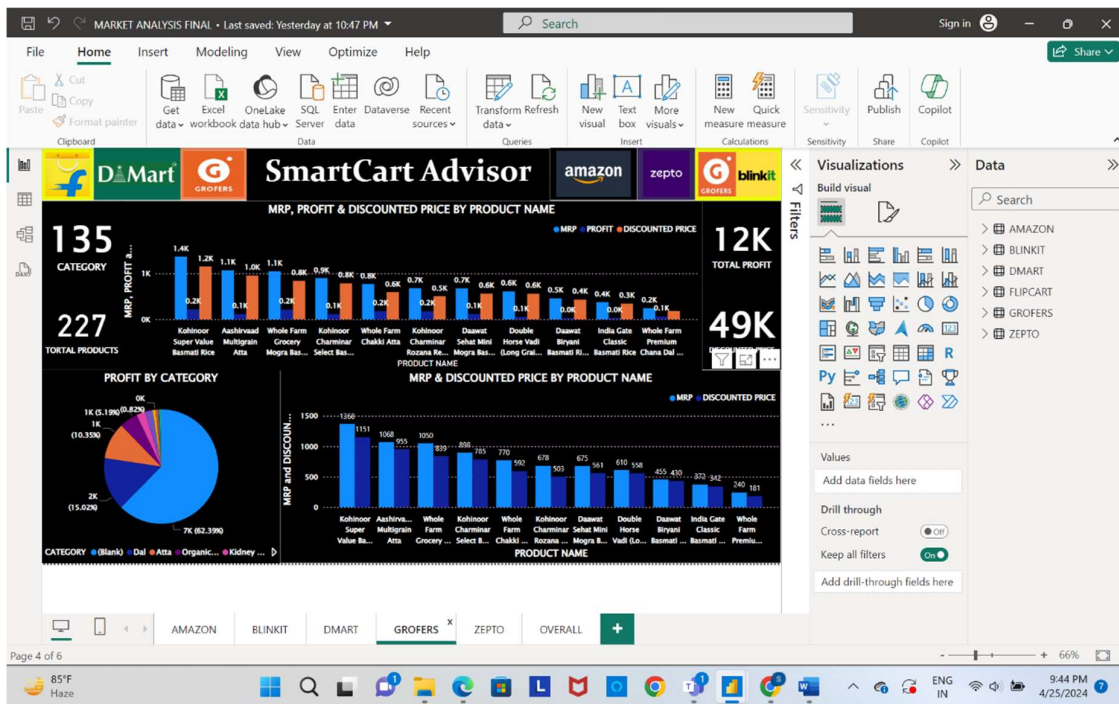 MARKET ANALYSIS FINAL • Last saved: Yesterday at 10:47 PM
Search
Sign in
File Home Insert Modeling View Optimize Help
Share
Paste
Cut
Copy
Format painter
Get data
Excel workbook
OneLake data hub
SQL Server
Enter data
Dataverse
Recent sources
Transform data
Refresh
New visual
Text box
More visuals
New measure
Quick measure
Sensitivity
Publish
Copilot
Clipboard Data Queries Insert Calculations Sensitivity Share Copilot
DMart
G
GROFERS
SmartCart Advisor
amazon
zepto
G
GROFERS
blinkit
135
CATEGORY
227
TORTAL PRODUCTS
MRP, PROFIT & DISCOUNTED PRICE BY PRODUCT NAME
MRP PROFIT DISCOUNTED PRICE
MRP, PROFIT a...
1K
0K
1.4K 1.2K 1.1K 1.0K 1.1K 0.8K 0.9K 0.8K 0.8K 0.6K 0.7K 0.5K 0.7K 0.6K 0.6K 0.6K 0.5K 0.4K 0.4K 0.3K 0.2K
0.2K 0.1K 0.2K 0.1K 0.2K 0.2K 0.1K 0.1K 0.0K 0.0K 0.1K
Kohinoor Super Value Basmati Rice
Aashirvaad Multigrain Atta
Whole Farm Grocery Mogra Bas...
Kohinoor Charminar Select Bas...
Whole Farm Chakki Atta
Kohinoor Charminar Rozana Re...
Daawat Sehat Mini Mogra Bas...
Double Horse Vadi (Long Grai...
Daawat Biryani Basmati Ri...
India Gate Classic Basmati Rice
Whole Farm Premium Chana Dal ...
PRODUCT NAME
12K
TOTAL PROFIT
49K
PROFIT BY CATEGORY
0K
1K (5.19%)
(0.82%)
1K
(10.35%)
2K
(15.02%)
7K (62.39%)
CATEGORY (Blank) Dal Atta Organic... Kidney ...
MRP & DISCOUNTED PRICE BY PRODUCT NAME
MRP DISCOUNTED PRICE
MRP and DISCOUN...
1500
1000
500
0
1368 1151 1068 955 1050 839 898 785 770 592 678 503 675 561 610 558 455 430 372 342 240 181
Kohinoor Super Value Ba...
Aashirva... Multigrain Atta
Whole Farm Grocery ...
Kohinoor Charminar Select B...
Whole Farm Chakki ...
Kohinoor Charminar Rozana ...
Daawat Sehat Mini Mogra B...
Double Horse Vadi (Lo...
Daawat Biryani Basmati ...
India Gate Classic Basmati ...
Whole Farm Premiu...
PRODUCT NAME
Filters
Visualizations
Build visual
R
Py
123
Values
Add data fields here
Drill through
Cross-report
Off
Keep all filters
On
Add drill-through fields here
Data
Search
AMAZON
BLINKIT
DMART
FLIPCART
GROFERS
ZEPTO
AMAZON BLINKIT DMART GROFERS x ZEPTO OVERALL +
Page 4 of 6
- + 66%
85°F
Haze
ENG
IN
9:44 PM
4/25/2024